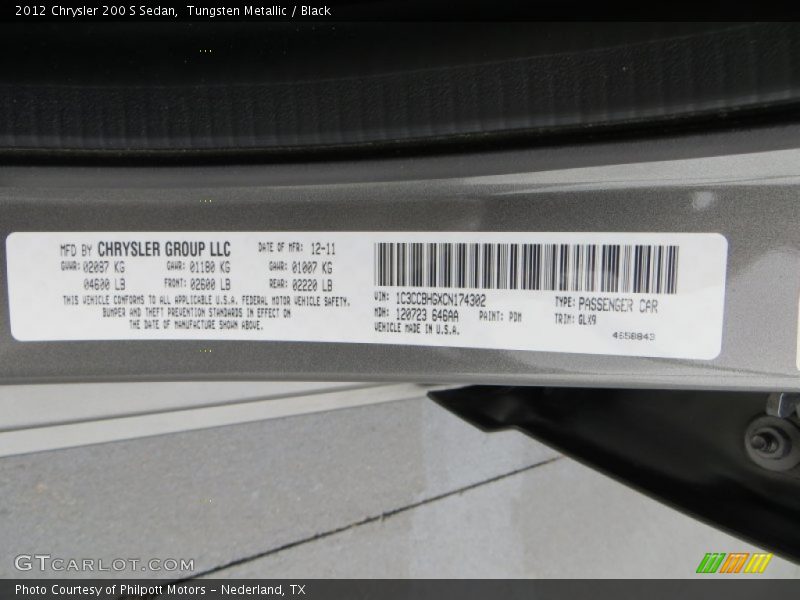 2012 Chrysler 200 S Sedan, Tungsten Metallic / Black
MFD BY CHRYSLER GROUP LLC DATE OF MFR: 12-11
GVWR: 02087 KG GAWR: 01180 KG GAWR: 01007 KG
04600 LB FRONT: 02600 LB REAR: 02220 LB
THIS VEHICLE CONFORMS TO ALL APPLICABLE U.S.A. FEDERAL MOTOR VEHICLE SAFETY,
BUMPER AND THEFT PREVENTION STANDARDS IN EFFECT ON
THE DATE OF MANUFACTURE SHOWN ABOVE.
VIN: 1C3CCBHGXCN174302 TYPE: PASSENGER CAR
MDH: 120723 646AA PAINT: PDM TRIM: GLX9
VEHICLE MADE IN U.S.A. 4658843
GTCARLOT.COM
Photo Courtesy of Philpott Motors - Nederland, TX